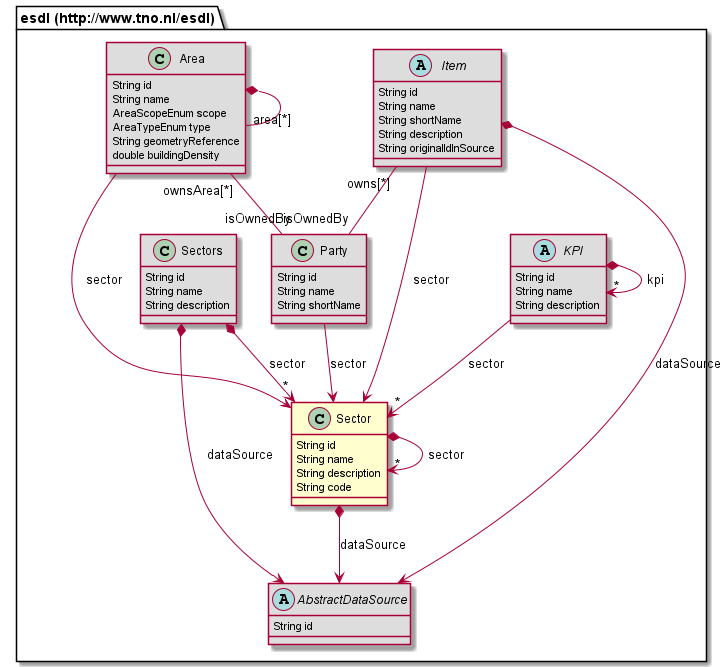 esdl (http://www.tno.nl/esdl)
C Area
String id
String name
AreaScopeEnum scope
AreaTypeEnum type
String geometryReference
double buildingDensity
area[*]
A Item
String id
String name
String shortName
String description
String originalIdInSource
ownsArea[*]
owns[*]
isOwnedBy
isOwnedBy
C Sectors
String id
String name
String description
C Party
String id
String name
String shortName
A KPI
String id
String name
String description
*
kpi
sector
sector
sector
*
sector
sector
*
dataSource
C Sector
String id
String name
String description
String code
*
sector
dataSource
dataSource
A AbstractDataSource
String id